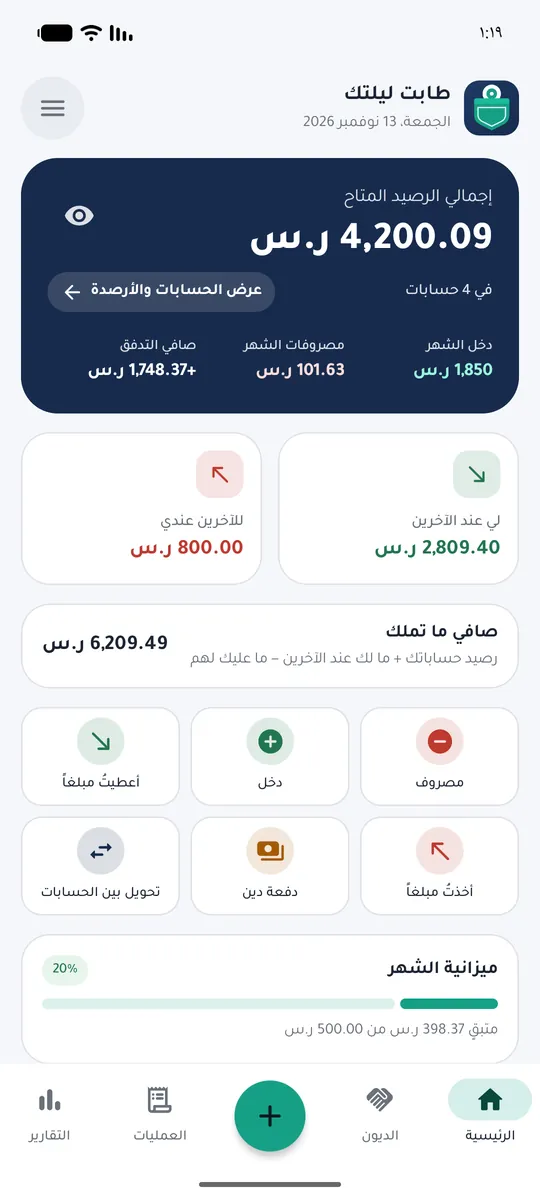 ١:١٩
طابت ليلتك
الجمعة، 13 نوفمبر 2026
إجمالي الرصيد المتاح
4,200.09 ر.س
في 4 حسابات
عرض الحسابات والأرصدة
دخل الشهر
1,850 ر.س
مصروفات الشهر
101.63 ر.س
صافي التدفق
+1,748.37 ر.س
لي عند الآخرين
2,809.40 ر.س
للآخرين عندي
800.00 ر.س
صافي ما تملك
رصيد حساباتك + ما لك عند الآخرين − ما عليك لهم
6,209.49 ر.س
مصروف
دخل
أعطيتُ مبلغاً
أخذتُ مبلغاً
دفعة دين
تحويل بين الحسابات
ميزانية الشهر
20%
متبقٍ 398.37 ر.س من 500.00 ر.س
الرئيسية
الديون
العمليات
التقارير